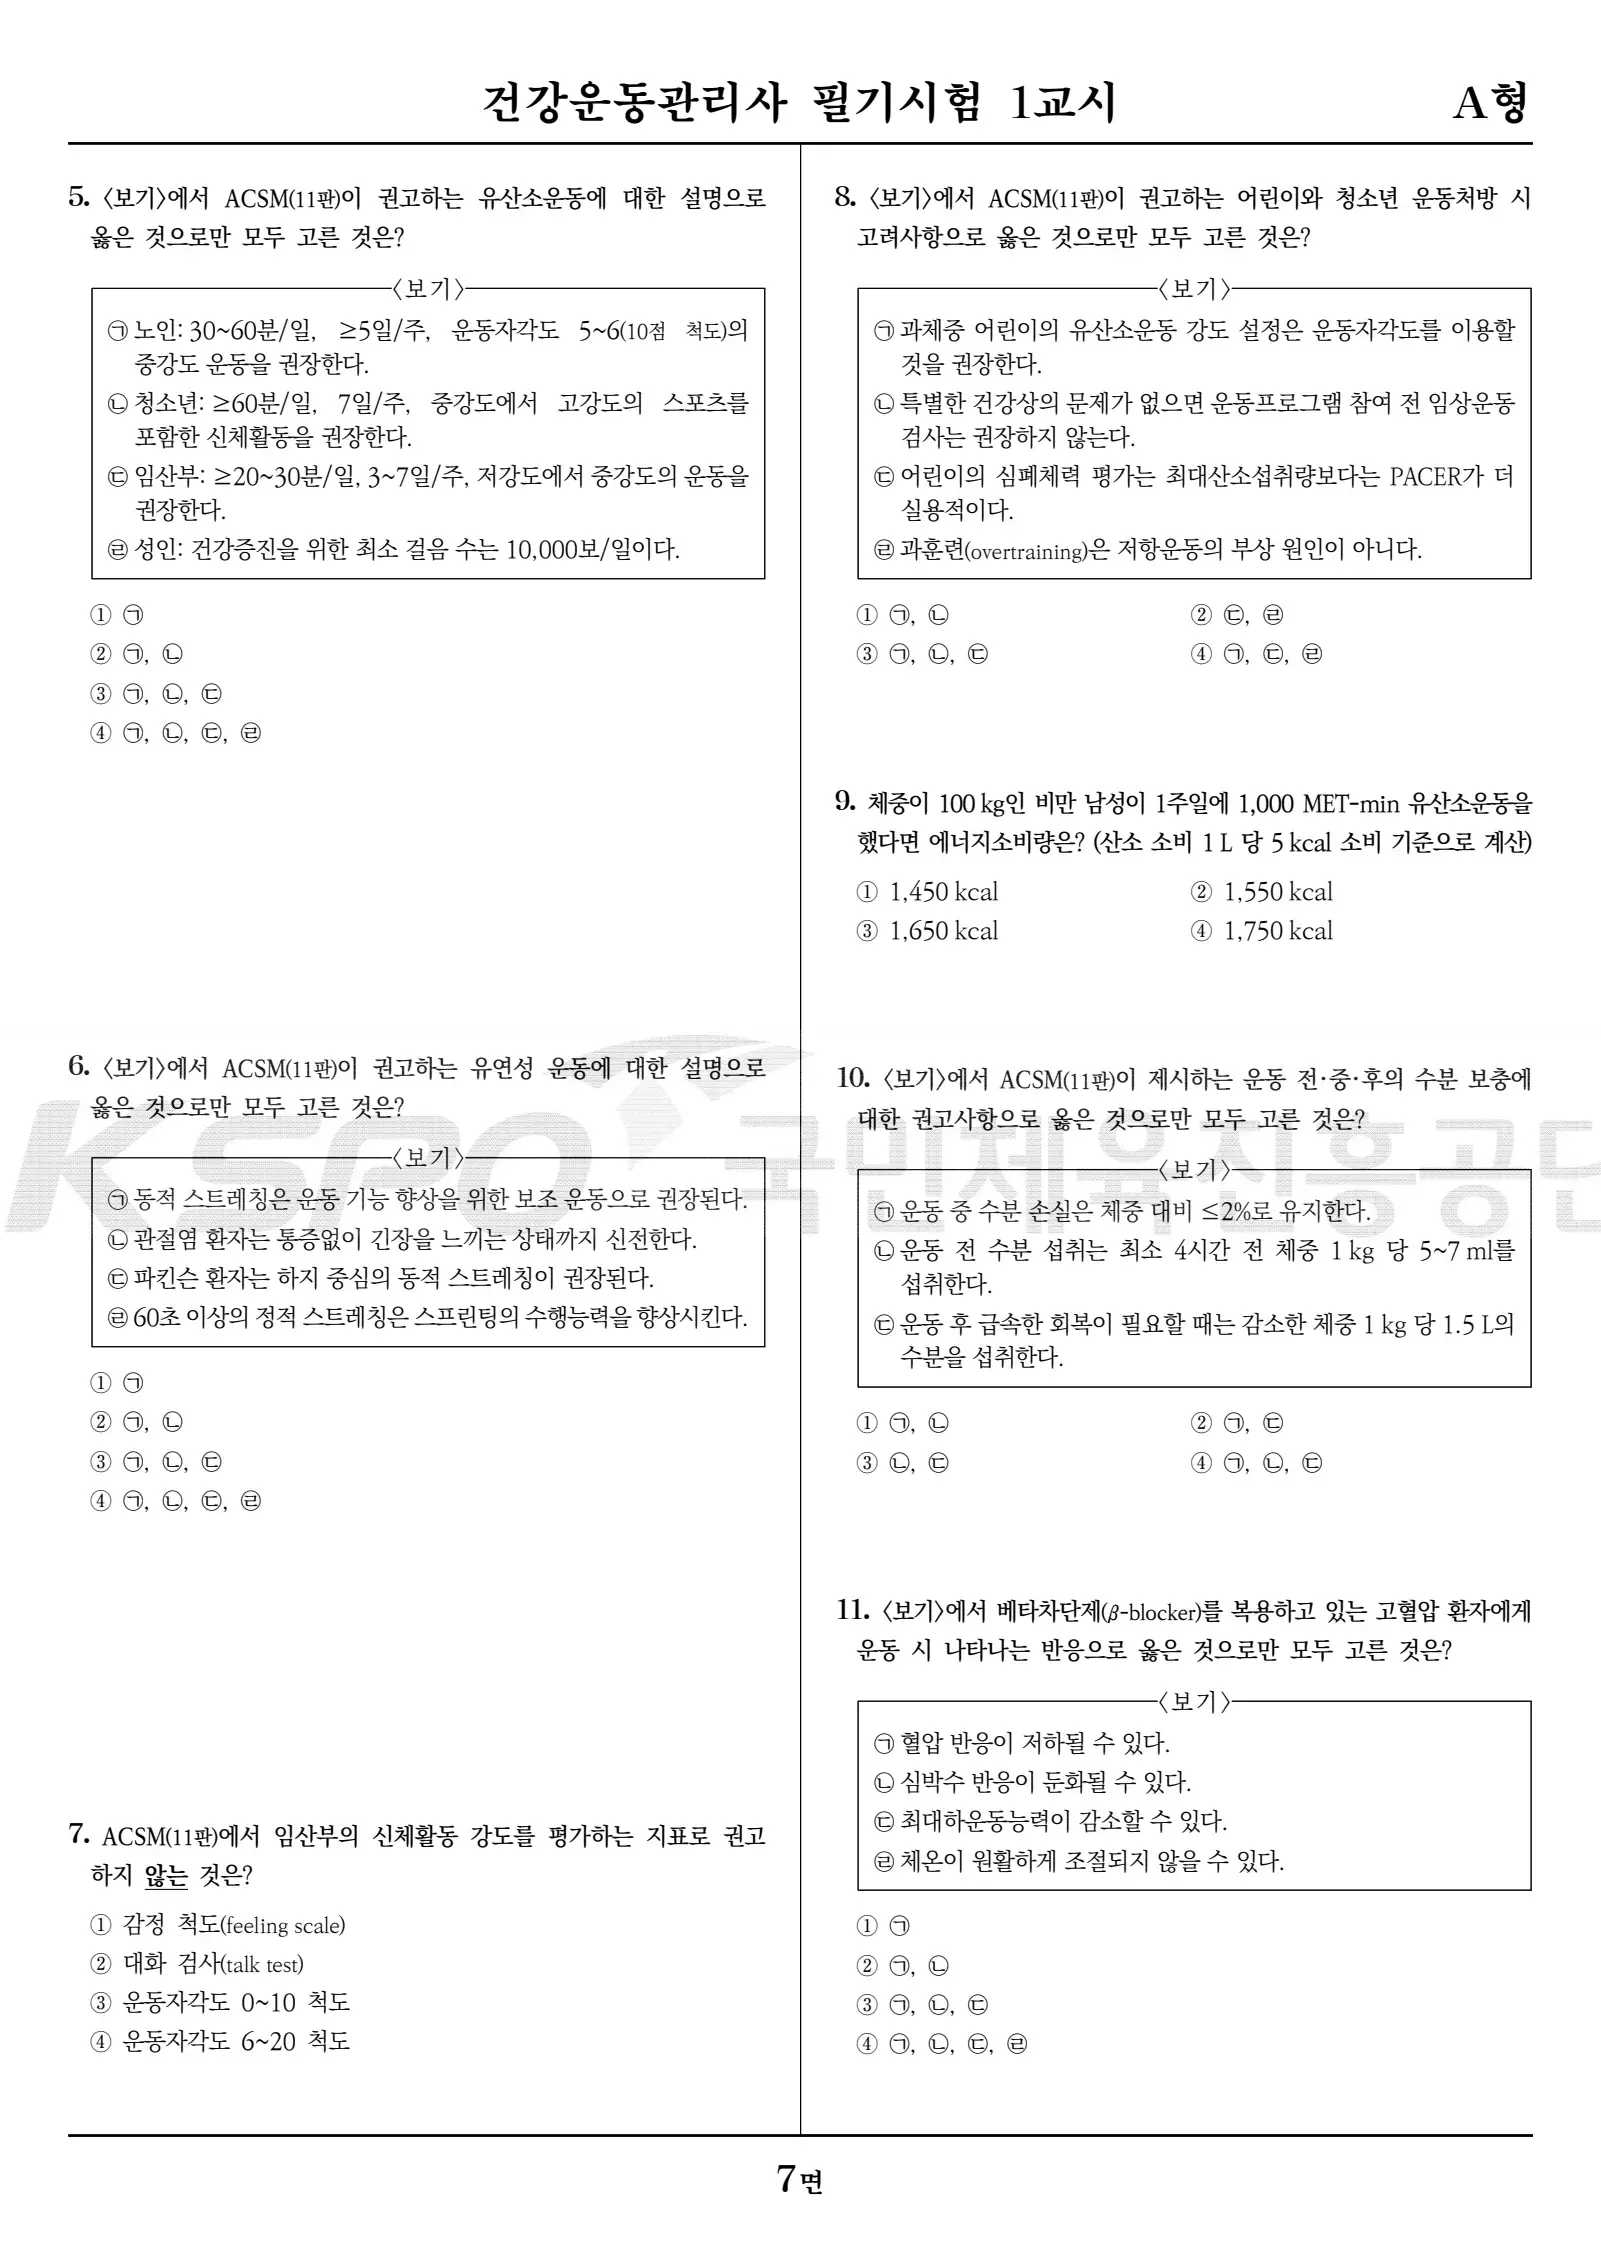 건강운동관리사 필기시험 1교시
A형
5. 〈보기〉에서 ACSM(11판)이 권고하는 유산소운동에 대한 설명으로
옳은 것으로만 모두 고른 것은?
〈보기〉
㉠ 노인: 30~60분/일, ≥5일/주, 운동자각도 5~6(10점 척도)의
중강도 운동을 권장한다.
㉡ 청소년: ≥60분/일, 7일/주, 중강도에서 고강도의 스포츠를
포함한 신체활동을 권장한다.
㉢ 임산부: ≥20~30분/일, 3~7일/주, 저강도에서 중강도의 운동을
권장한다.
㉣ 성인: 건강증진을 위한 최소 걸음 수는 10,000보/일이다.
① ㉠
② ㉠, ㉡
③ ㉠, ㉡, ㉢
④ ㉠, ㉡, ㉢, ㉣
6. 〈보기〉에서 ACSM(11판)이 권고하는 유연성 운동에 대한 설명으로
옳은 것으로만 모두 고른 것은?
〈보기〉
㉠ 동적 스트레칭은 운동 기능 향상을 위한 보조 운동으로 권장된다.
㉡ 관절염 환자는 통증없이 긴장을 느끼는 상태까지 신전한다.
㉢ 파킨슨 환자는 하지 중심의 동적 스트레칭이 권장된다.
㉣ 60초 이상의 정적 스트레칭은 스프린팅의 수행능력을 향상시킨다.
① ㉠
② ㉠, ㉡
③ ㉠, ㉡, ㉢
④ ㉠, ㉡, ㉢, ㉣
7. ACSM(11판)에서 임산부의 신체활동 강도를 평가하는 지표로 권고
하지 않는 것은?
① 감정 척도(feeling scale)
② 대화 검사(talk test)
③ 운동자각도 0~10 척도
④ 운동자각도 6~20 척도
8. 〈보기〉에서 ACSM(11판)이 권고하는 어린이와 청소년 운동처방 시
고려사항으로 옳은 것으로만 모두 고른 것은?
〈보기〉
㉠ 과체중 어린이의 유산소운동 강도 설정은 운동자각도를 이용할
것을 권장한다.
㉡ 특별한 건강상의 문제가 없으면 운동프로그램 참여 전 임상운동
검사는 권장하지 않는다.
㉢ 어린이의 심폐체력 평가는 최대산소섭취량보다는 PACER가 더
실용적이다.
㉣ 과훈련(overtraining)은 저항운동의 부상 원인이 아니다.
① ㉠, ㉡ ② ㉢, ㉣
③ ㉠, ㉡, ㉢ ④ ㉠, ㉢, ㉣
9. 체중이 100 kg인 비만 남성이 1주일에 1,000 MET-min 유산소운동을
했다면 에너지소비량은? (산소 소비 1 L 당 5 kcal 소비 기준으로 계산)
① 1,450 kcal ② 1,550 kcal
③ 1,650 kcal ④ 1,750 kcal
10. 〈보기〉에서 ACSM(11판)이 제시하는 운동 전·중·후의 수분 보충에
대한 권고사항으로 옳은 것으로만 모두 고른 것은?
〈보기〉
㉠ 운동 중 수분 손실은 체중 대비 ≤2%로 유지한다.
㉡ 운동 전 수분 섭취는 최소 4시간 전 체중 1 kg 당 5~7 ml를
섭취한다.
㉢ 운동 후 급속한 회복이 필요할 때는 감소한 체중 1 kg 당 1.5 L의
수분을 섭취한다.
① ㉠, ㉡ ② ㉠, ㉢
③ ㉡, ㉢ ④ ㉠, ㉡, ㉢
11. 〈보기〉에서 베타차단제(β-blocker)를 복용하고 있는 고혈압 환자에게
운동 시 나타나는 반응으로 옳은 것으로만 모두 고른 것은?
〈보기〉
㉠ 혈압 반응이 저하될 수 있다.
㉡ 심박수 반응이 둔화될 수 있다.
㉢ 최대하운동능력이 감소할 수 있다.
㉣ 체온이 원활하게 조절되지 않을 수 있다.
① ㉠
② ㉠, ㉡
③ ㉠, ㉡, ㉢
④ ㉠, ㉡, ㉢, ㉣
KSPO 국민체육진흥공단
7면